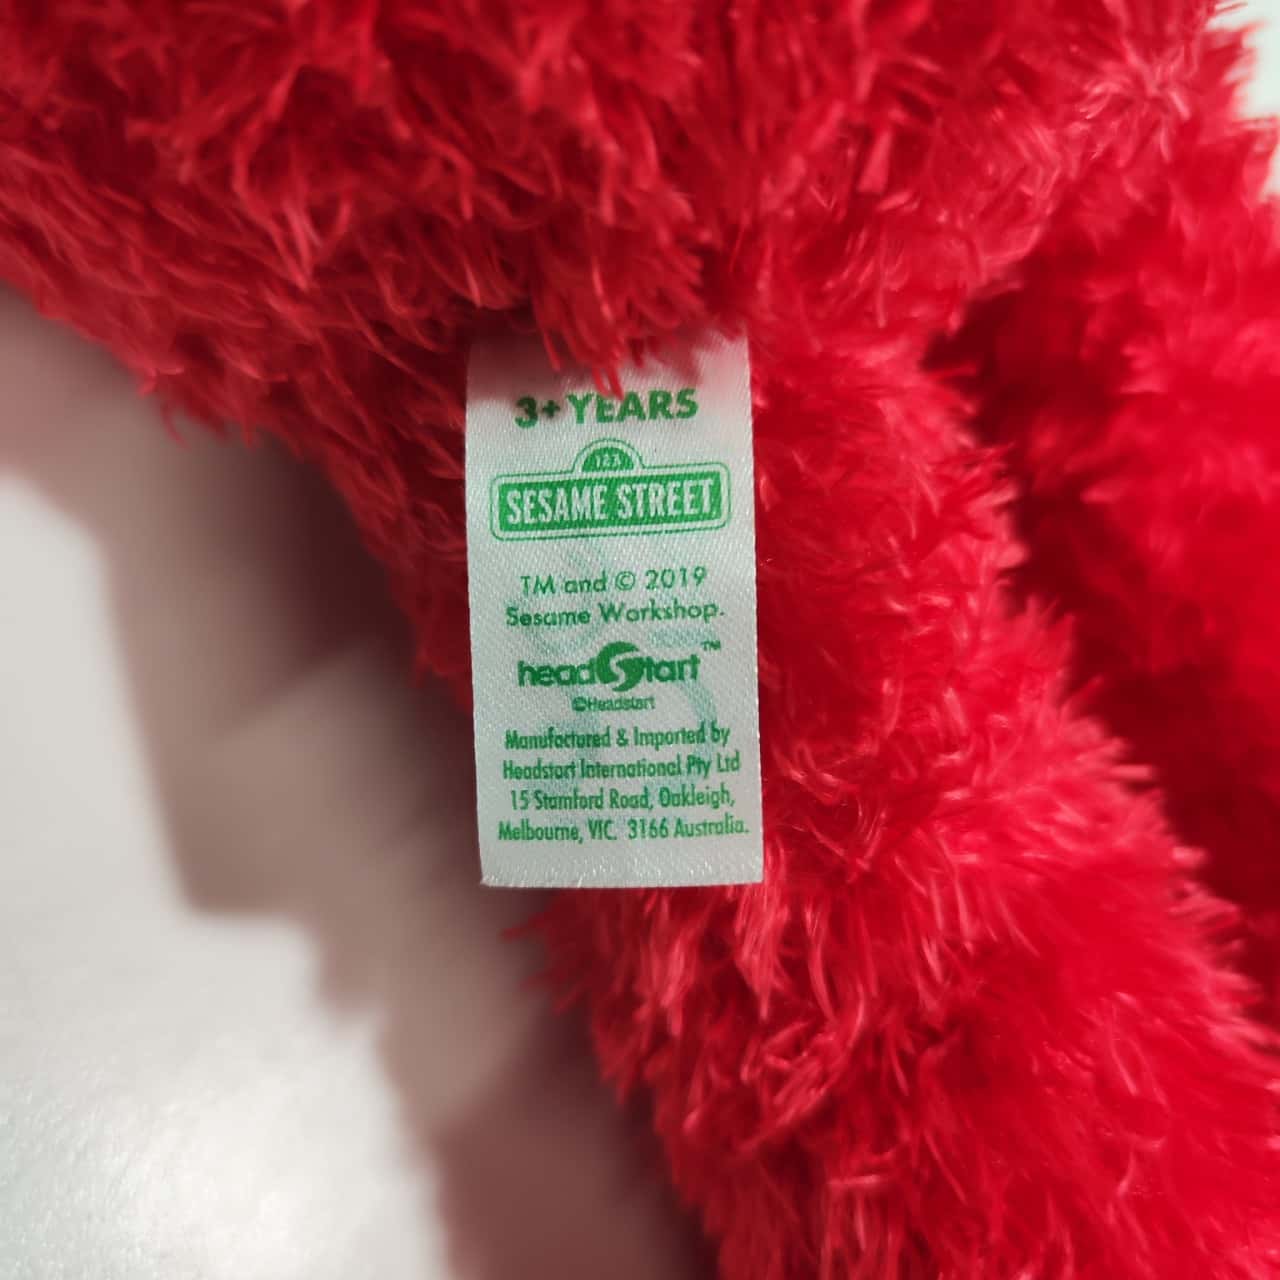 3+ YEARS
123
SESAME STREET
TM and © 2019
Sesame Workshop.
headstart™
©Headstart
Manufactured & Imported by
Headstart International Pty Ltd
15 Stamford Road, Oakleigh,
Melbourne, VIC. 3166 Australia.